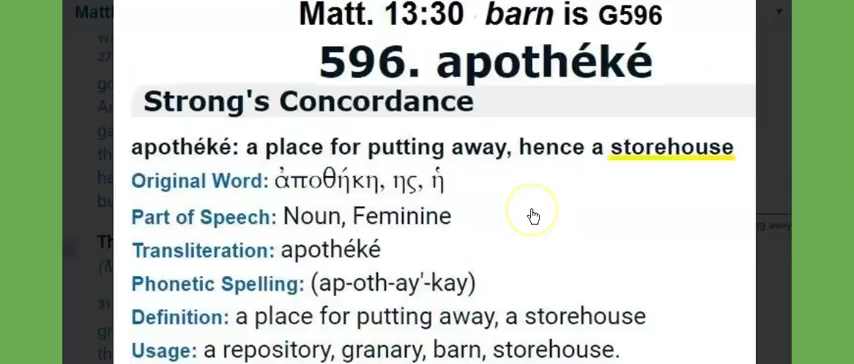 Matt. 13:30 barn is G596
596. apothéké
Strong's Concordance
apothéké: a place for putting away, hence a storehouse
Original Word: ἀποθήκη, ης, ἡ
Part of Speech: Noun, Feminine
Transliteration: apothéké
Phonetic Spelling: (ap-oth-ay'-kay)
Definition: a place for putting away, a storehouse
Usage: a repository, granary, barn, storehouse.